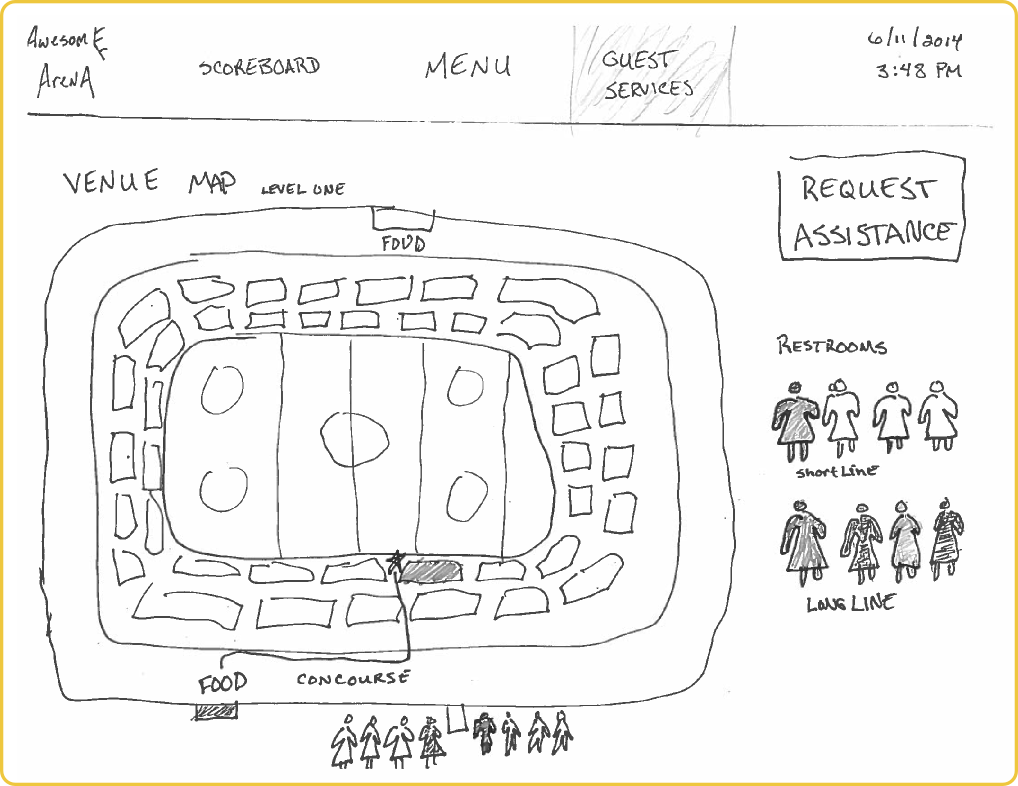 AWESOME
ARENA
SCOREBOARD
MENU
GUEST
SERVICES
6/11/2014
3:48 PM
VENUE MAP LEVEL ONE
REQUEST
ASSISTANCE
FOOD
RESTROOMS
short LINE
LONG LINE
FOOD
CONCOURSE